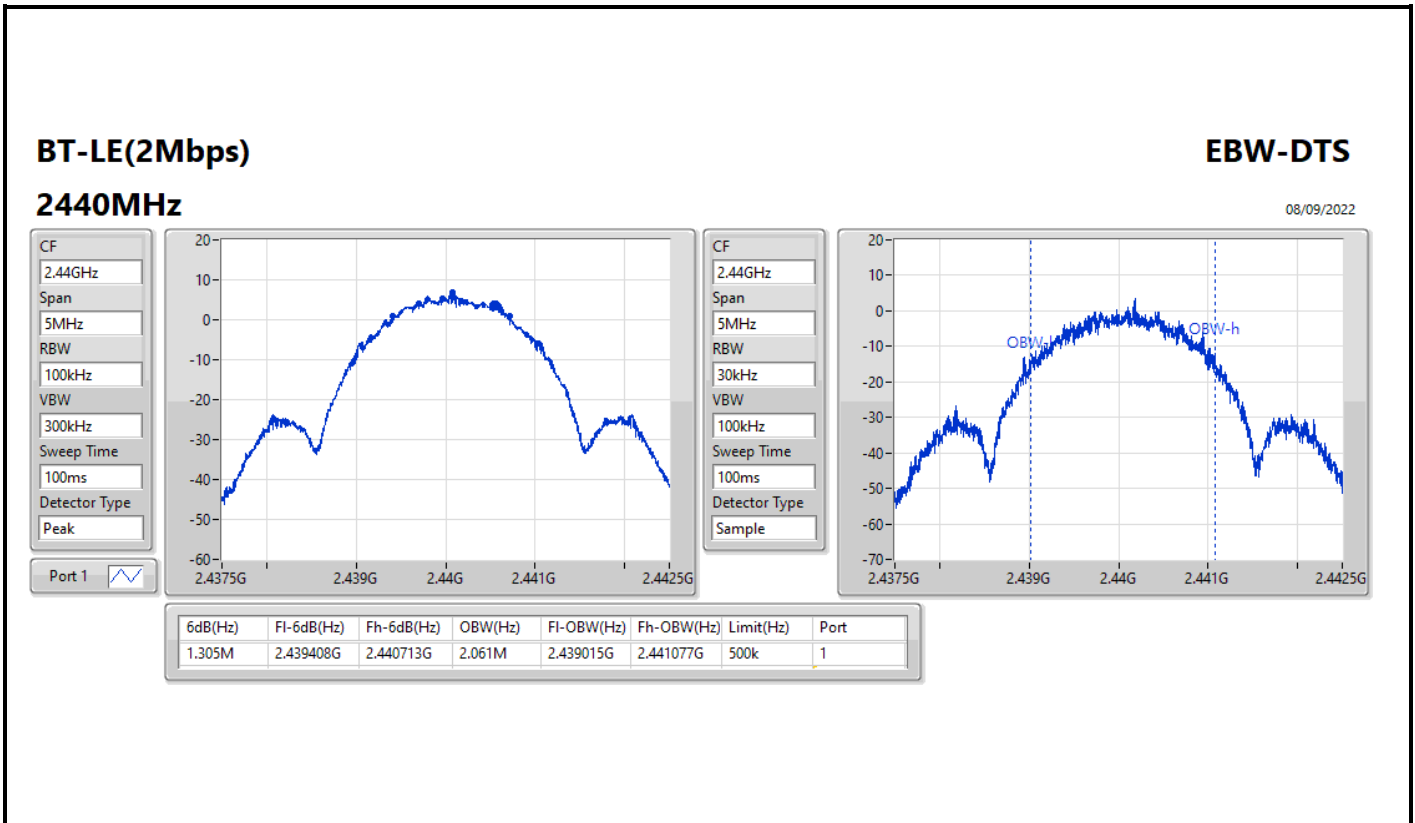 BT-LE(2Mbps)
EBW-DTS
2440MHz
08/09/2022
CF
2.44GHz
Span
5MHz
RBW
100kHz
VBW
300kHz
Sweep Time
100ms
Detector Type
Peak
Port 1
20
10
0
-10
-20
-30
-40
-50
-60
2.4375G 2.439G 2.44G 2.441G 2.4425G
CF
2.44GHz
Span
5MHz
RBW
30kHz
VBW
100kHz
Sweep Time
100ms
Detector Type
Sample
20
10
0
-10
-20
-30
-40
-50
-60
-70
OBW-l
OBW-h
2.4375G 2.439G 2.44G 2.441G 2.4425G
6dB(Hz) Fl-6dB(Hz) Fh-6dB(Hz) OBW(Hz) Fl-OBW(Hz) Fh-OBW(Hz) Limit(Hz) Port
1.305M 2.439408G 2.440713G 2.061M 2.439015G 2.441077G 500k 1